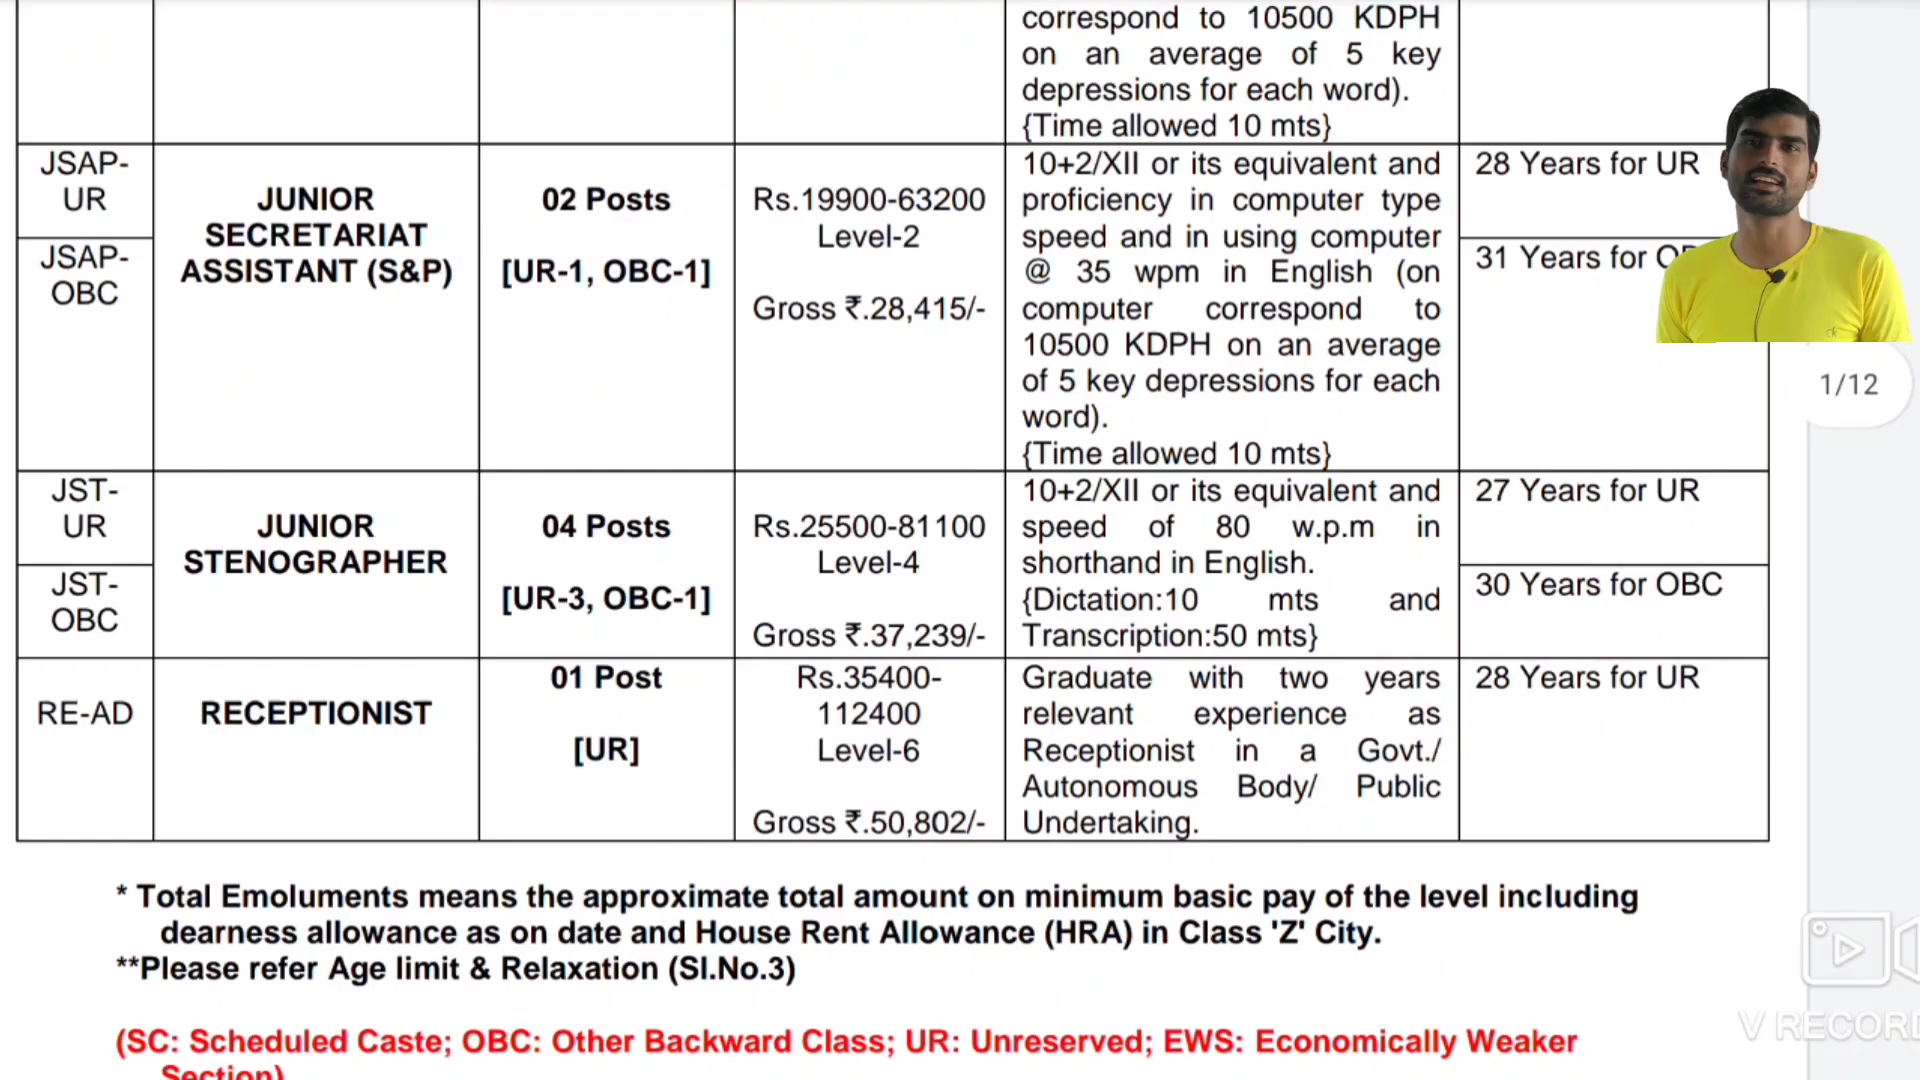 correspond to 10500 KDPH
on an average of 5 key
depressions for each word).
{Time allowed 10 mts}
JSAP-
UR
JSAP-
OBC
JUNIOR
SECRETARIAT
ASSISTANT (S&P)
02 Posts
[UR-1, OBC-1]
Rs.19900-63200
Level-2
Gross ₹.28,415/-
10+2/XII or its equivalent and
proficiency in computer type
speed and in using computer
@ 35 wpm in English (on
computer correspond to
10500 KDPH on an average
of 5 key depressions for each
word).
{Time allowed 10 mts}
28 Years for UR
31 Years for
1/12
JST-
UR
JST-
OBC
JUNIOR
STENOGRAPHER
04 Posts
[UR-3, OBC-1]
Rs.25500-81100
Level-4
Gross ₹.37,239/-
10+2/XII or its equivalent and
speed of 80 w.p.m in
shorthand in English.
{Dictation:10 mts and
Transcription:50 mts}
27 Years for UR
30 Years for OBC
RE-AD
RECEPTIONIST
01 Post
[UR]
Rs.35400-
112400
Level-6
Gross ₹.50,802/-
Graduate with two years
relevant experience as
Receptionist in a Govt./
Autonomous Body/ Public
Undertaking.
28 Years for UR
* Total Emoluments means the approximate total amount on minimum basic pay of the level including
dearness allowance as on date and House Rent Allowance (HRA) in Class 'Z' City.
**Please refer Age limit & Relaxation (Sl.No.3)
(SC: Scheduled Caste; OBC: Other Backward Class; UR: Unreserved; EWS: Economically Weaker
Section)
V RECOR